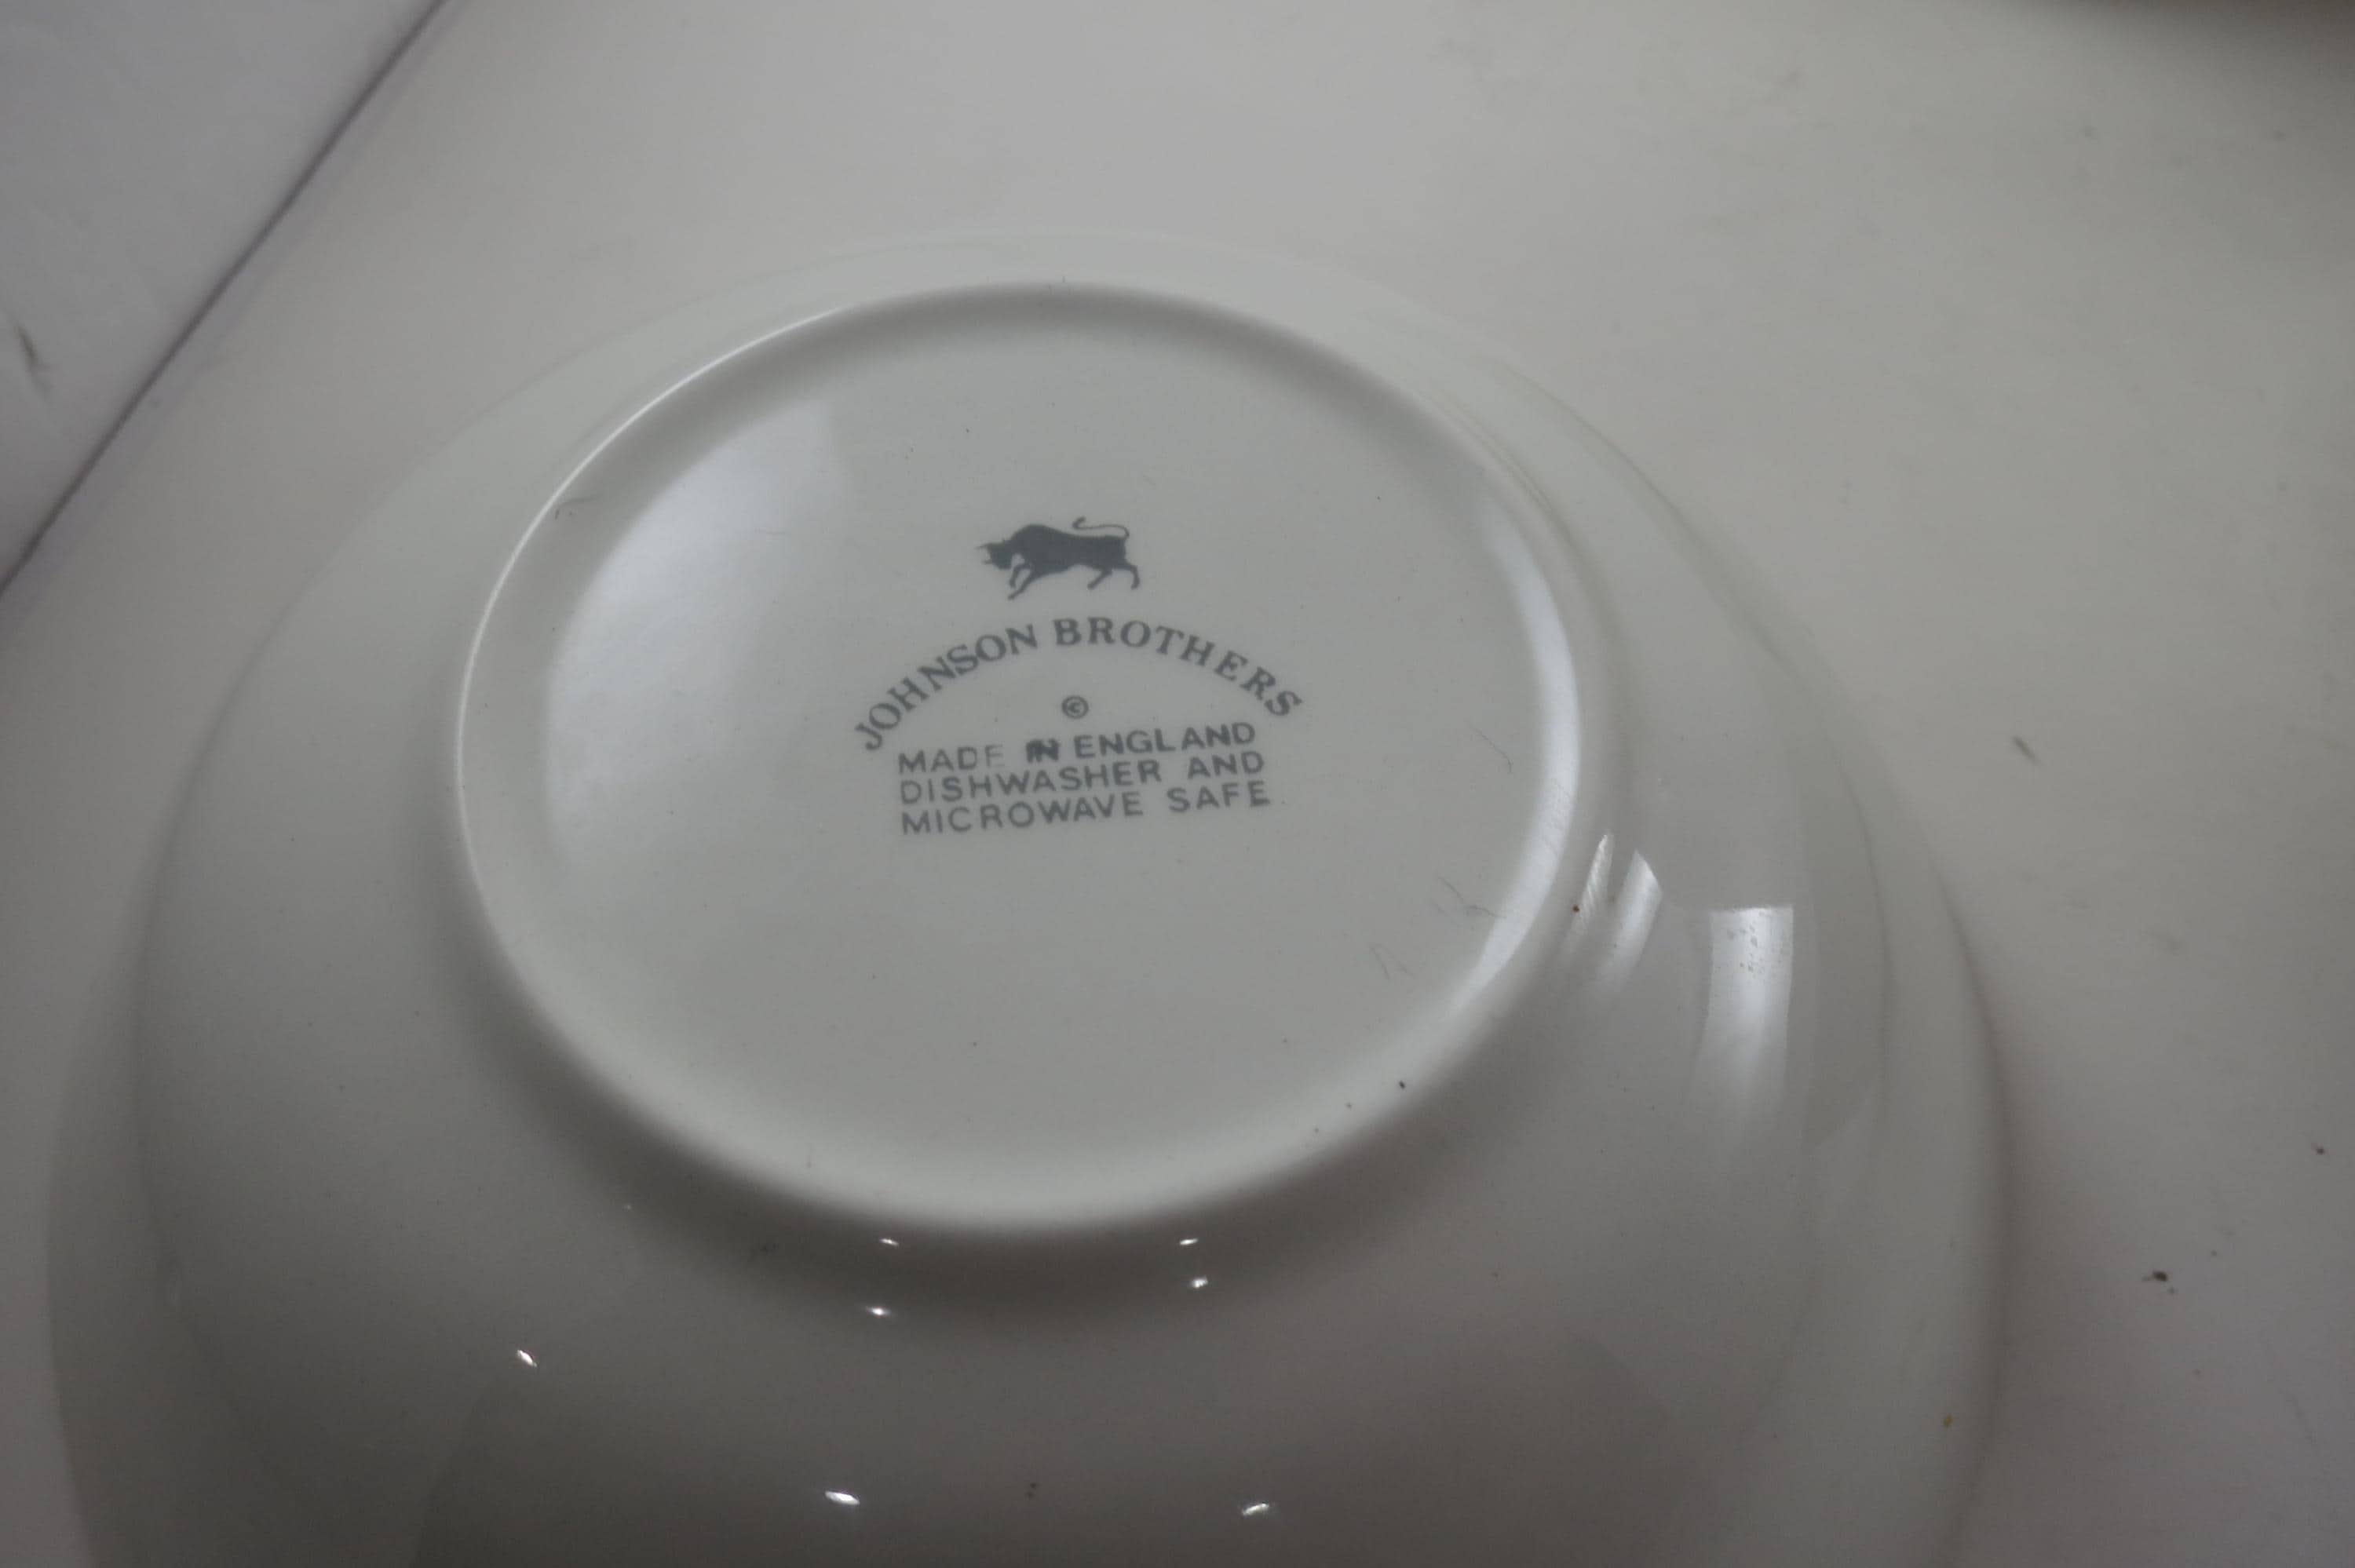 JOHNSON BROTHERS
©
MADE IN ENGLAND
DISHWASHER AND
MICROWAVE SAFE